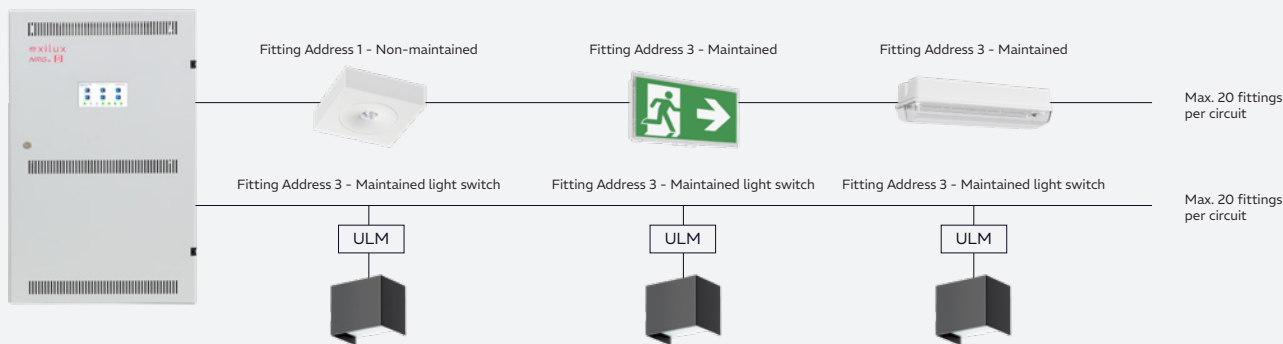 exilux
Fitting Address 1 - Non-maintained
Fitting Address 3 - Maintained
Fitting Address 3 - Maintained
Max. 20 fittings
per circuit
Fitting Address 3 - Maintained light switch
Fitting Address 3 - Maintained light switch
Fitting Address 3 - Maintained light switch
Max. 20 fittings
per circuit
ULM
ULM
ULM